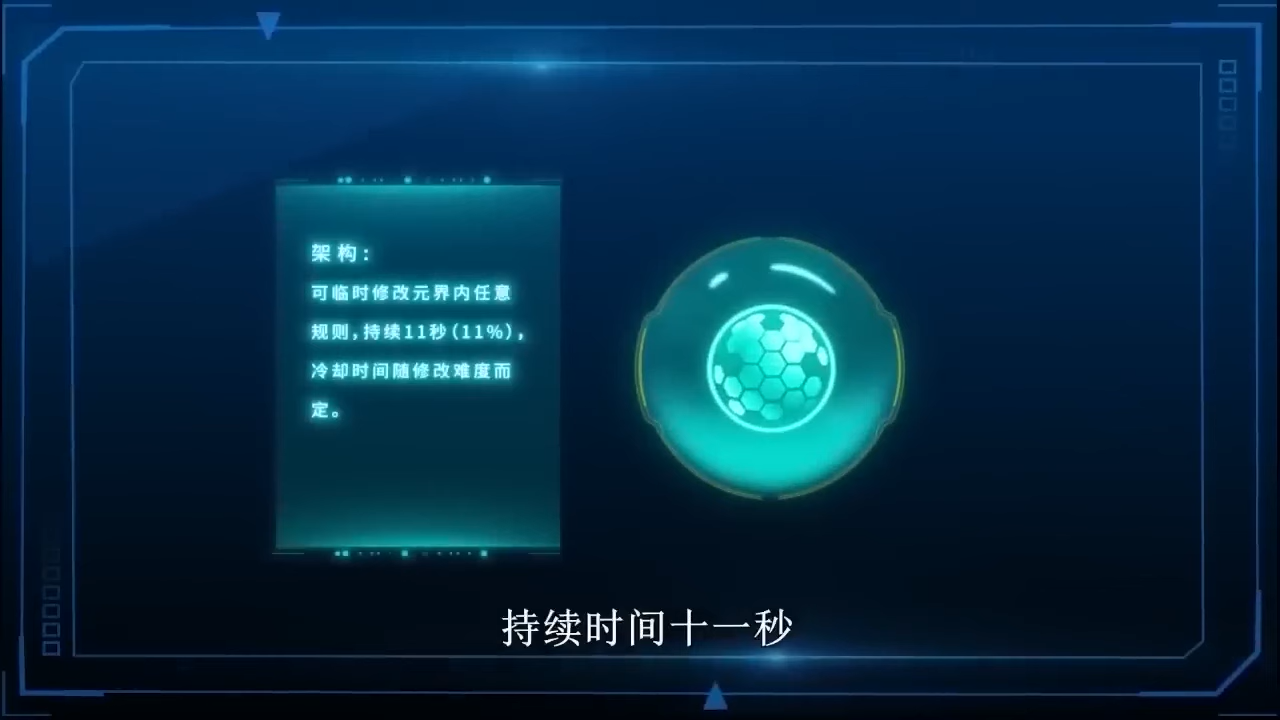 架构:
可临时修改元界内任意
规则,持续11秒(11%),
冷却时间随修改难度而
定。
持续时间十一秒